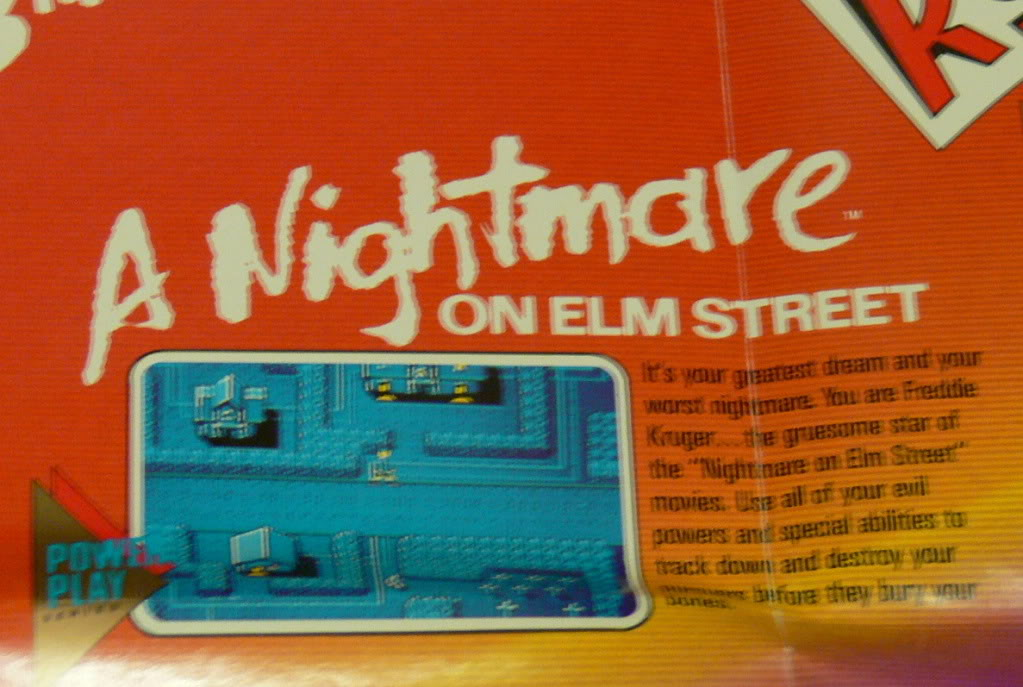 A Nightmare™
ON ELM STREET
It's your greatest dream and your
worst nightmare. You are Freddie
Kruger....the gruesome star of
the "Nightmare on Elm Street"
movies. Use all of your evil
powers and special abilities to
track down and destroy your
before they bury your
bones.
POWER
PLAY